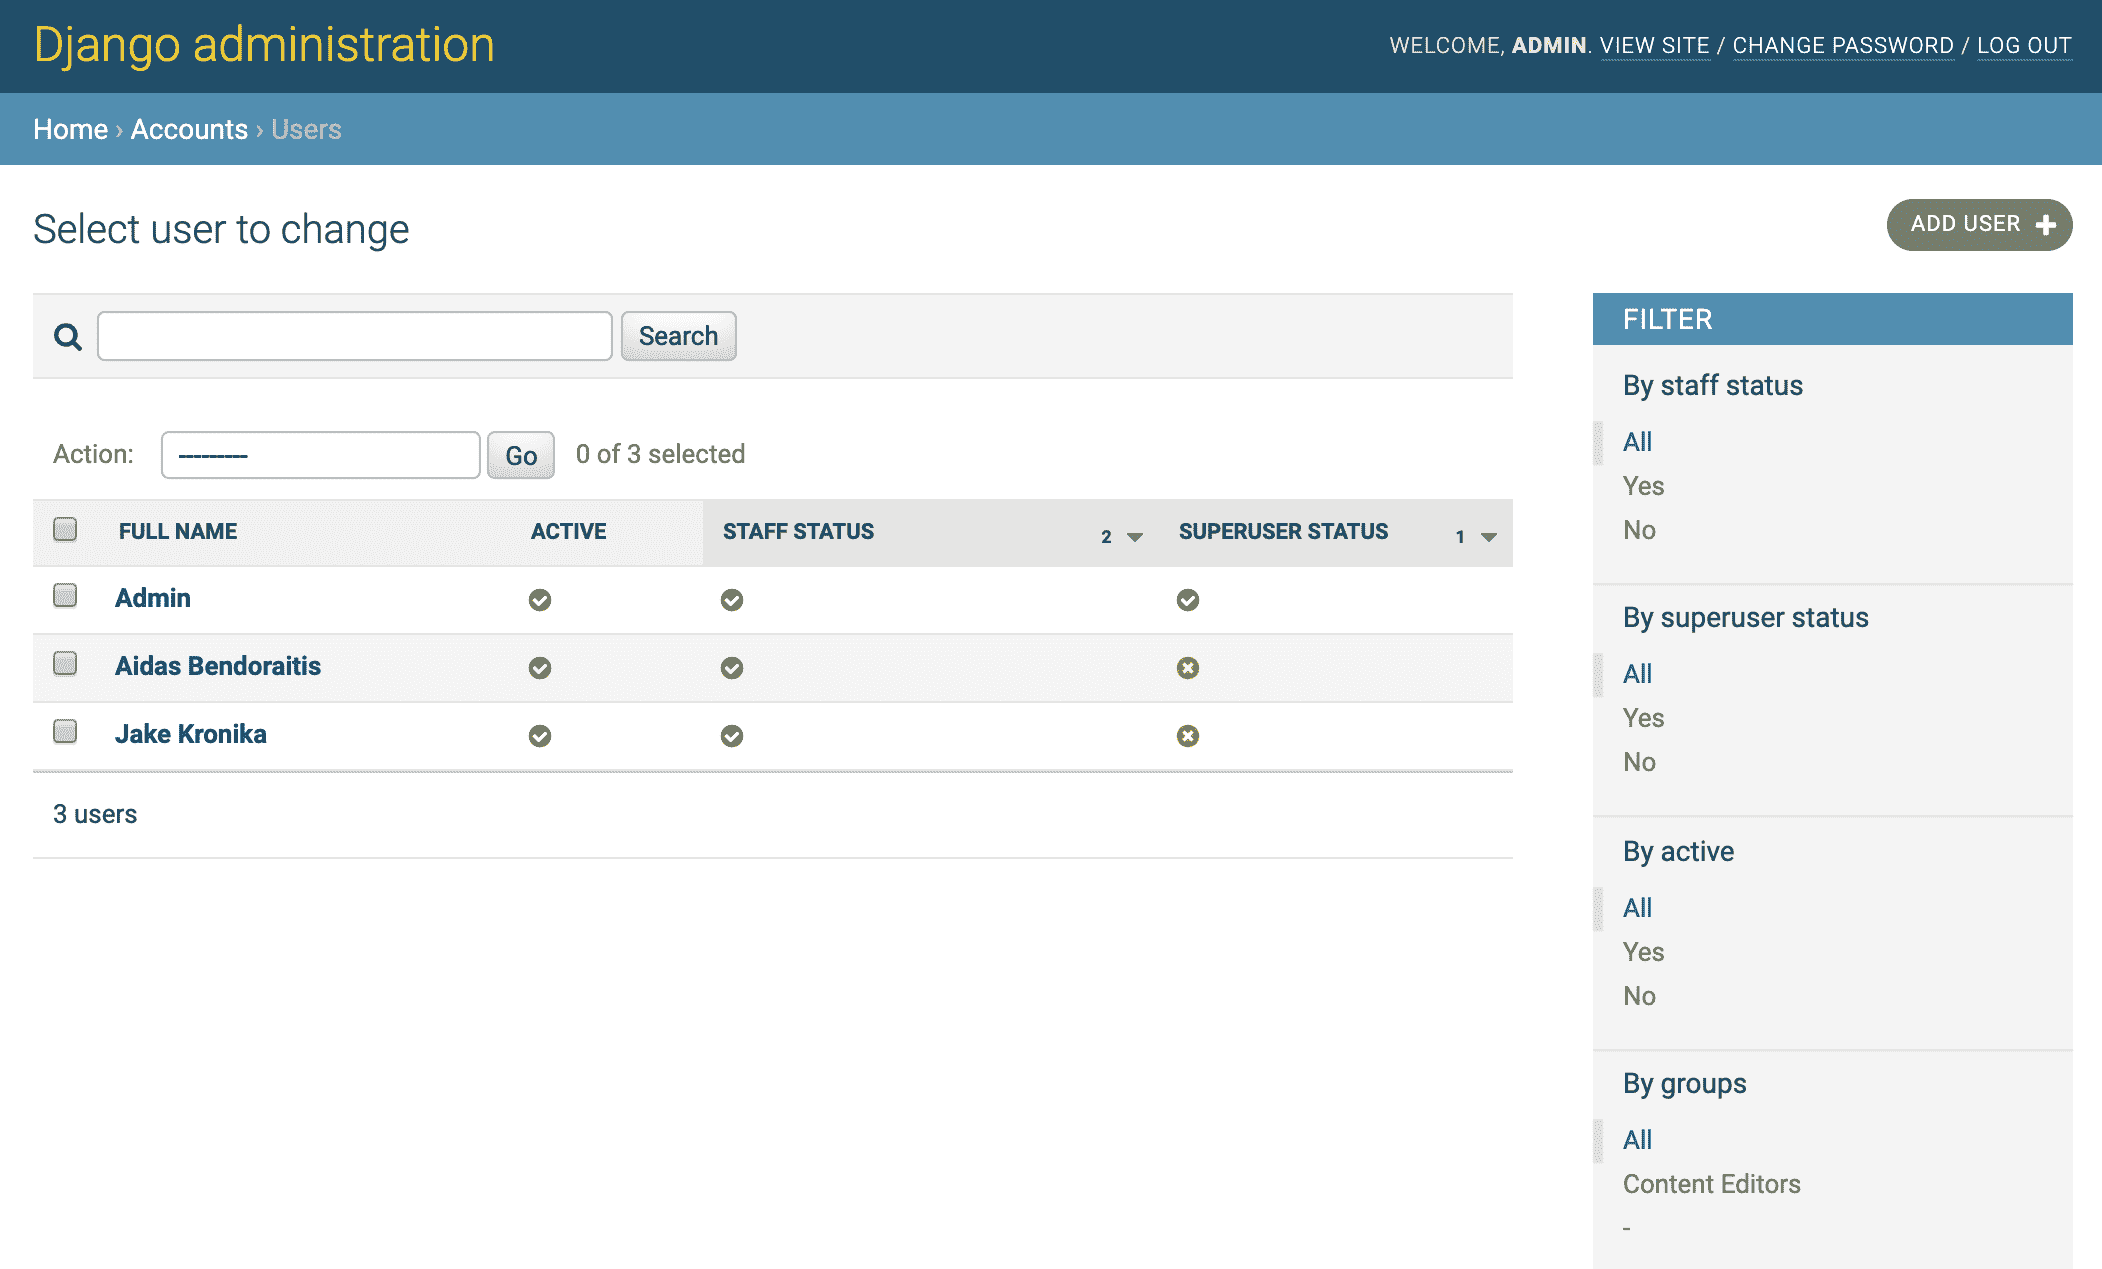 Django administration
WELCOME, ADMIN. VIEW SITE / CHANGE PASSWORD / LOG OUT
Home › Accounts › Users
Select user to change
ADD USER
Search
Action: --------- Go 0 of 3 selected
FULL NAME ACTIVE STAFF STATUS 2 SUPERUSER STATUS 1
Admin
Aidas Bendoraitis
Jake Kronika
3 users
FILTER
By staff status
All
Yes
No
By superuser status
All
Yes
No
By active
All
Yes
No
By groups
All
Content Editors
-